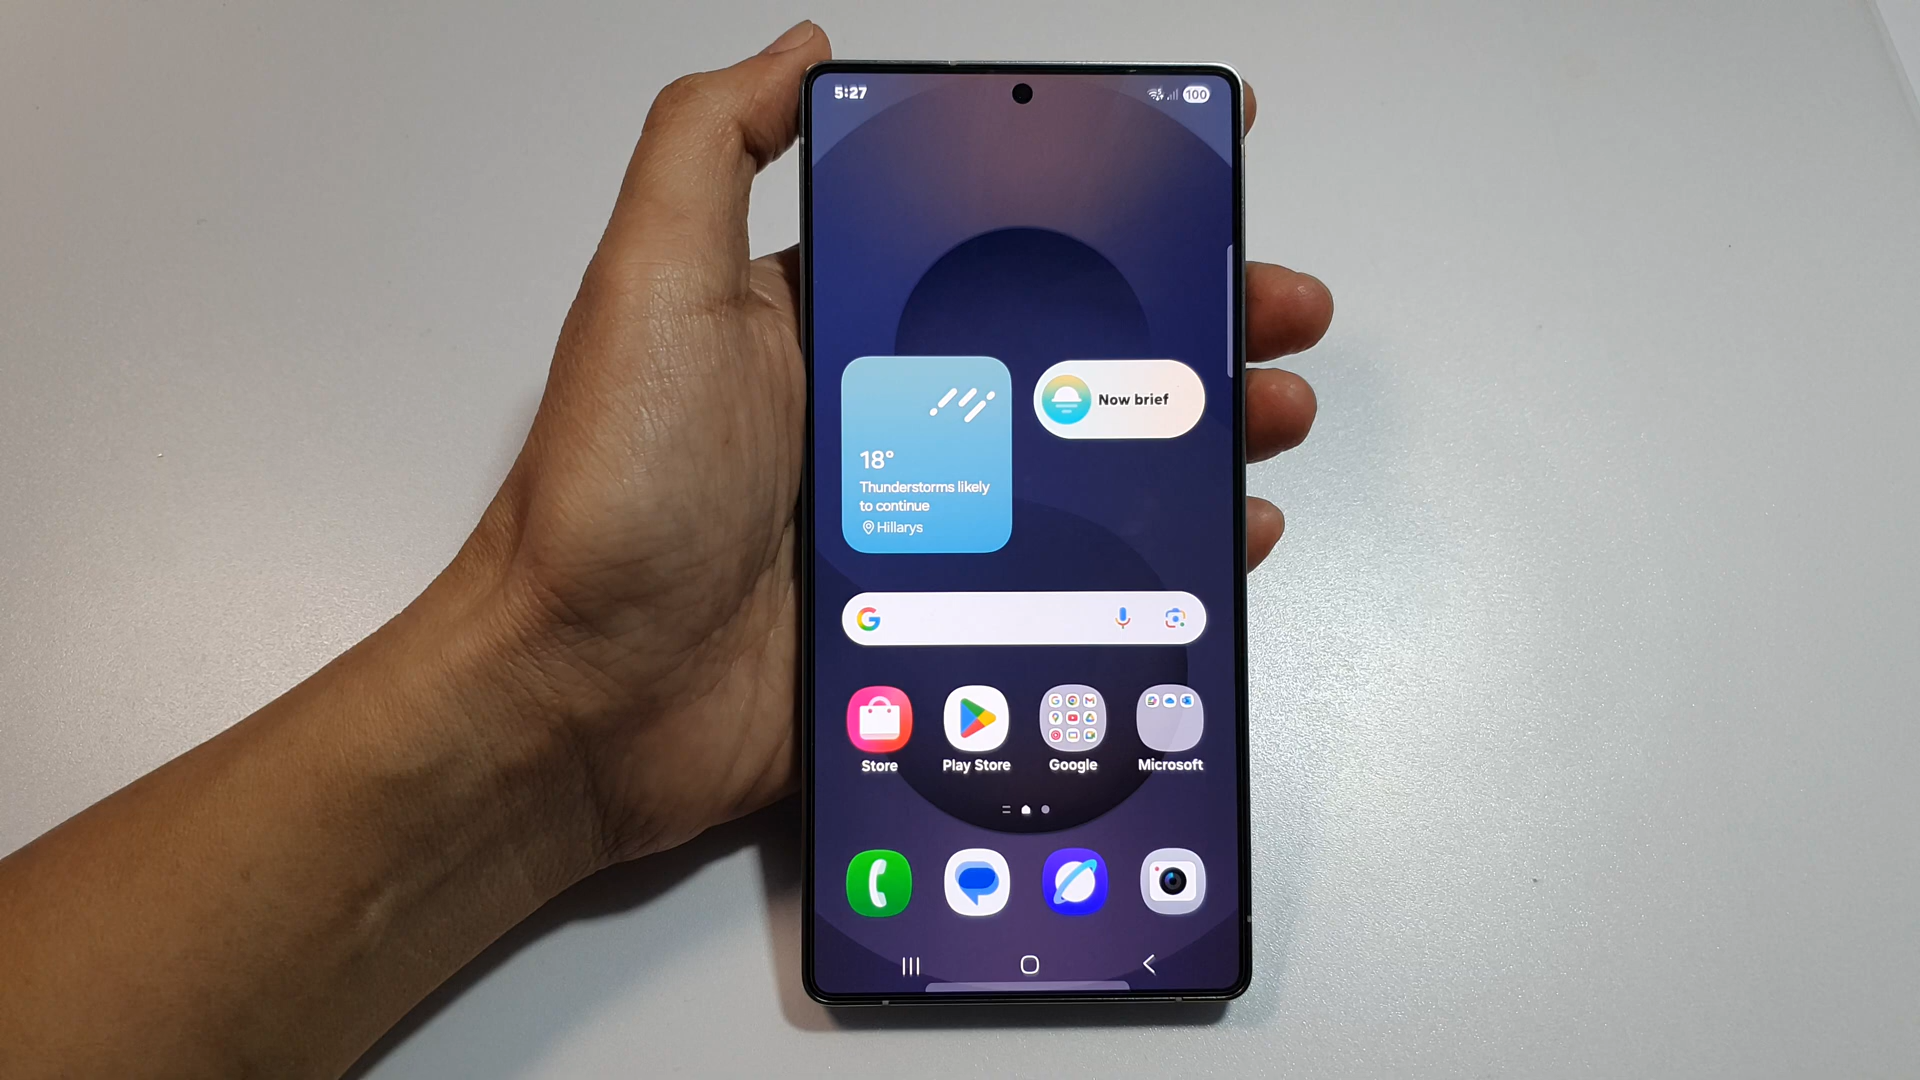 5:27
100
Now brief
18°
Thunderstorms likely
to continue
Hillarys
G
Store
Play Store
Google
Microsoft